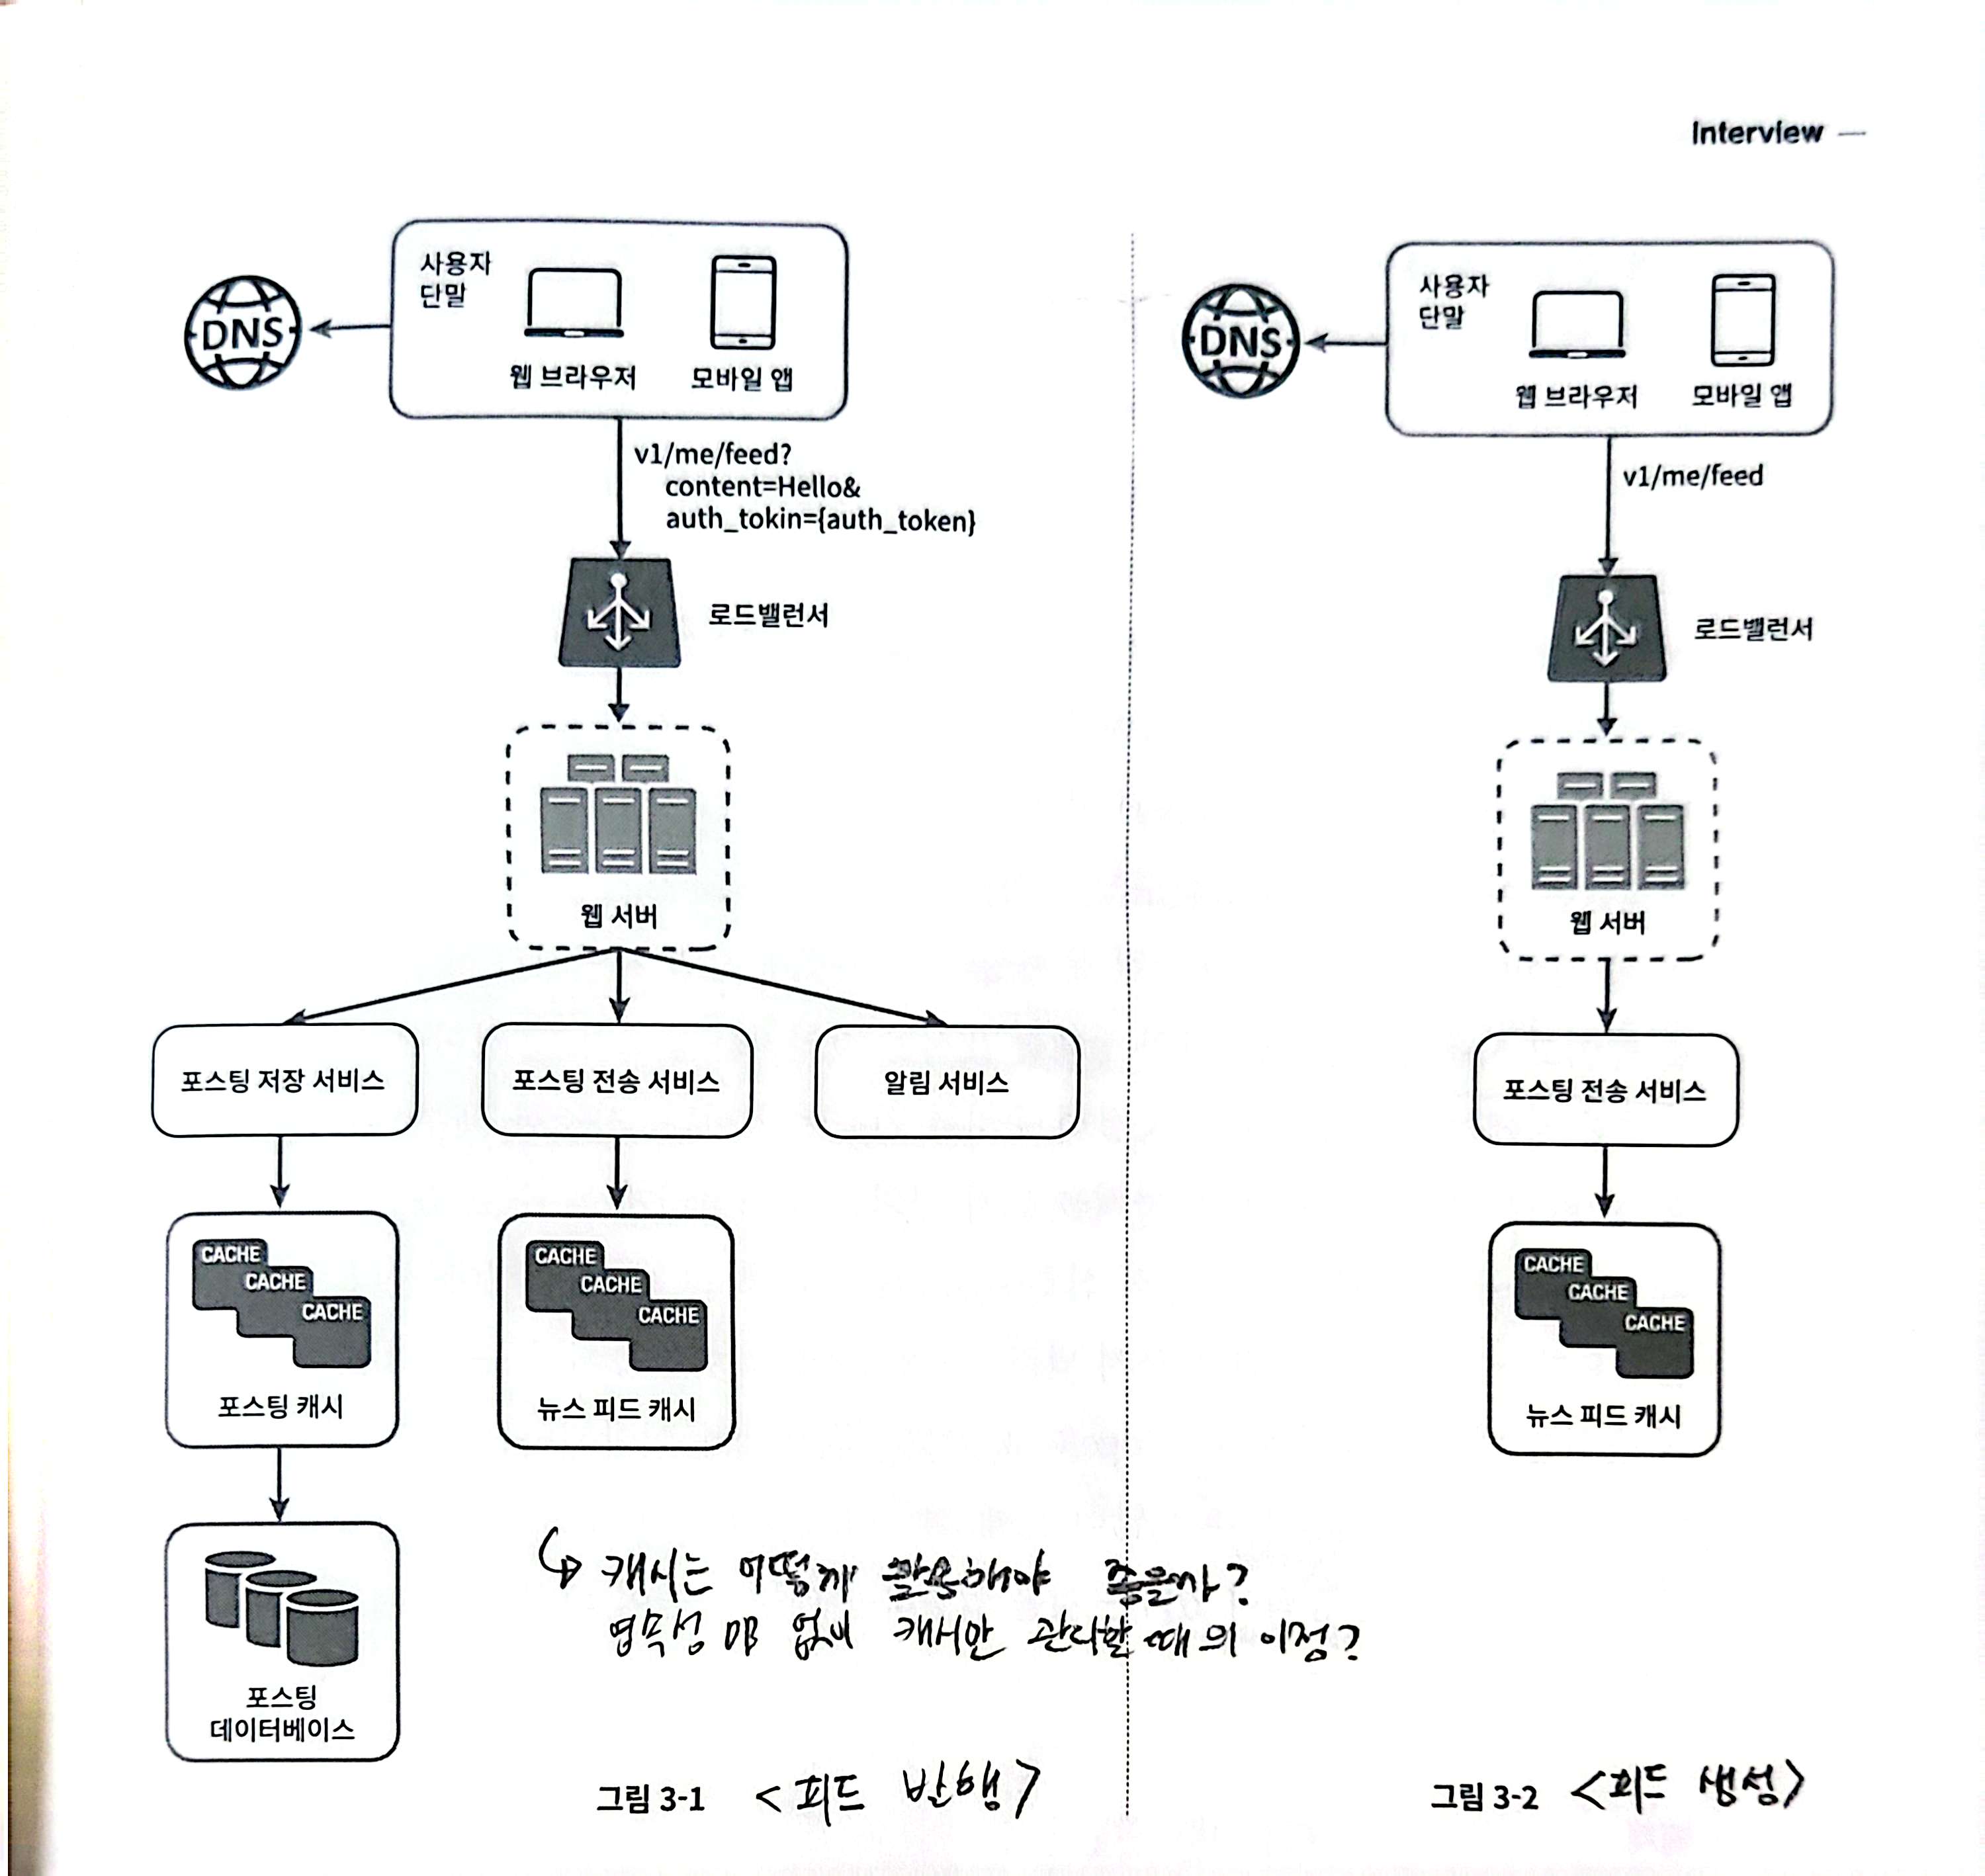 Interview
사용자
단말
DNS
웹 브라우저
모바일 앱
v1/me/feed?
content=Hello&
auth_tokin={auth_token}
로드밸런서
웹 서버
포스팅 저장 서비스
포스팅 전송 서비스
알림 서비스
CACHE
CACHE
CACHE
포스팅 캐시
CACHE
CACHE
CACHE
뉴스 피드 캐시
포스팅
데이터베이스
↳ 캐시는 어떻게 활용해야 좋을까?
영속성 DB 없이 캐시만 관리할 때의 이점?
그림 3-1 <피드 발행>
사용자
단말
DNS
웹 브라우저
모바일 앱
v1/me/feed
로드밸런서
웹 서버
포스팅 전송 서비스
CACHE
CACHE
CACHE
뉴스 피드 캐시
그림 3-2 <피드 생성>